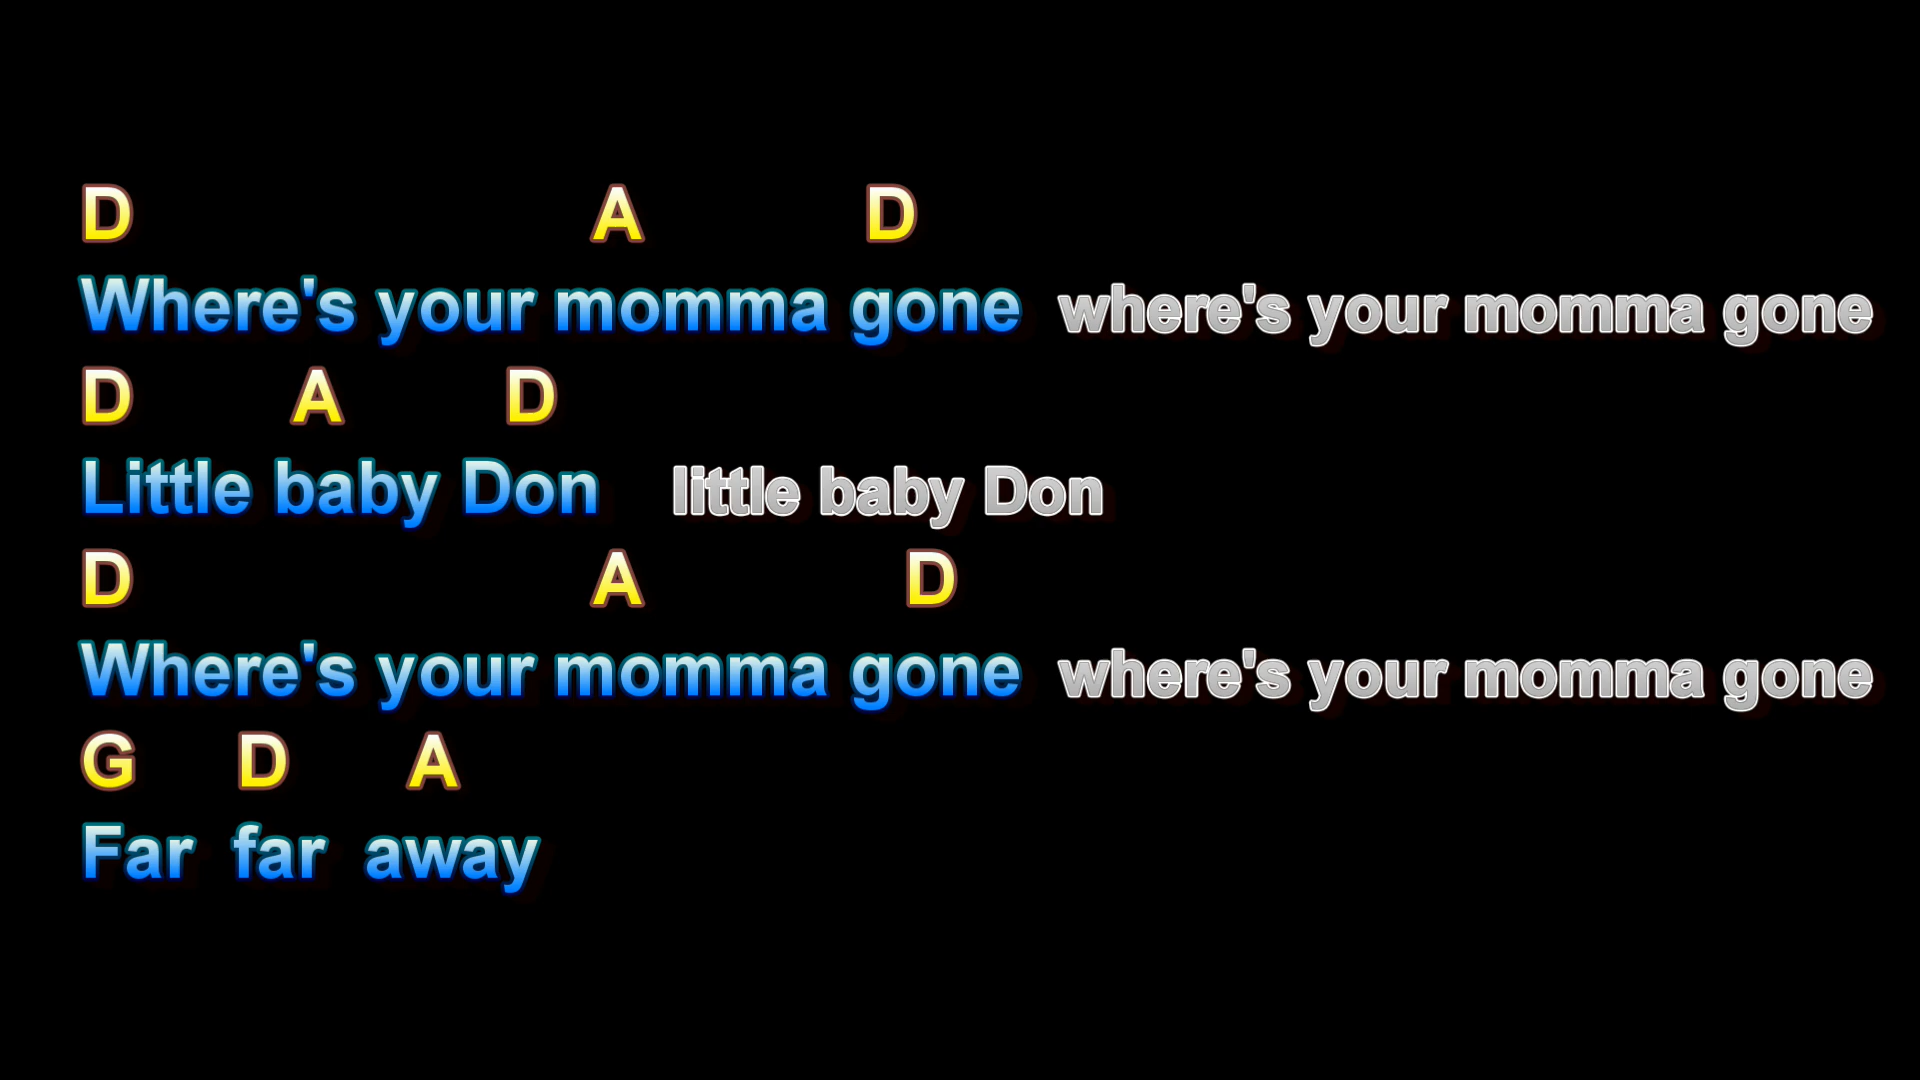 D A D
Where's your momma gone where's your momma gone
D A D
Little baby Don little baby Don
D A D
Where's your momma gone where's your momma gone
G D A
Far far away